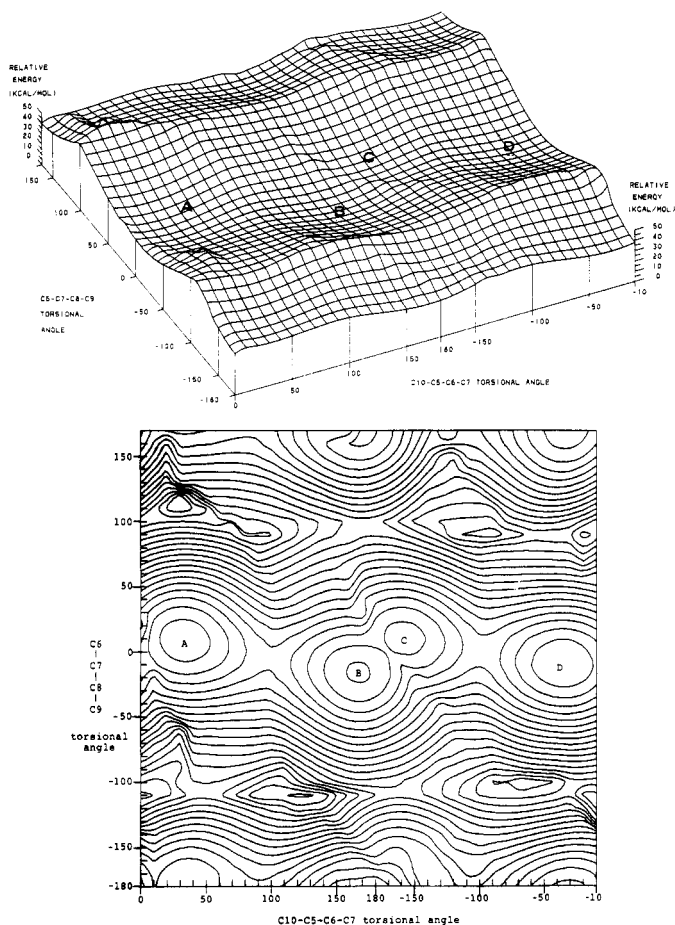 RELATIVE
ENERGY
(KCAL/MOL)
50
40
30
20
10
0
150
100
50
0
-50
-100
-150
-160
C6-C7-C8-C9
TORSIONAL
ANGLE
A
B
C
D
RELATIVE
ENERGY
(KCAL/MOL)
50
40
30
20
10
0
0
50
100
150
-150
-100
-50
-10
C10-C5-C6-C7 TORSIONAL ANGLE
150
100
50
0
-50
-100
-150
-180
C6
|
C7
|
C8
|
C9
torsional
angle
A
B
C
D
0 50 100 150 180 -150 -100 -50 -10
C10-C5-C6-C7 torsional angle